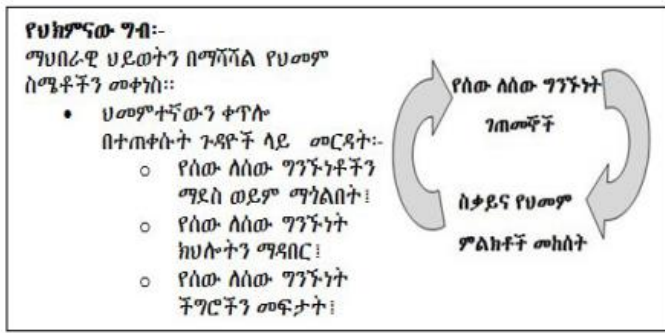 የህክምናው ግብ፡-
ማህበራዊ ህይወትን በማሻሻል የህመም
ስሜቶችን መቀነስ።
• ህመምተኛውን ቀጥሎ
በተጠቀሱት ጉዳዮች ላይ መርዳት፡-
o የሰው ለሰው ግንኙነቶችን
ማደስ ወይም ማጎልበት፤
o የሰው ለሰው ግንኙነት
ክህሎትን ማዳበር፤
o የሰው ለሰው ግንኙነት
ችግሮችን መፍታት፤
የሰው ለሰው ግንኙነት
ገጠመኞች
ስቃይና የህመም
ምልክቶች መከሰት